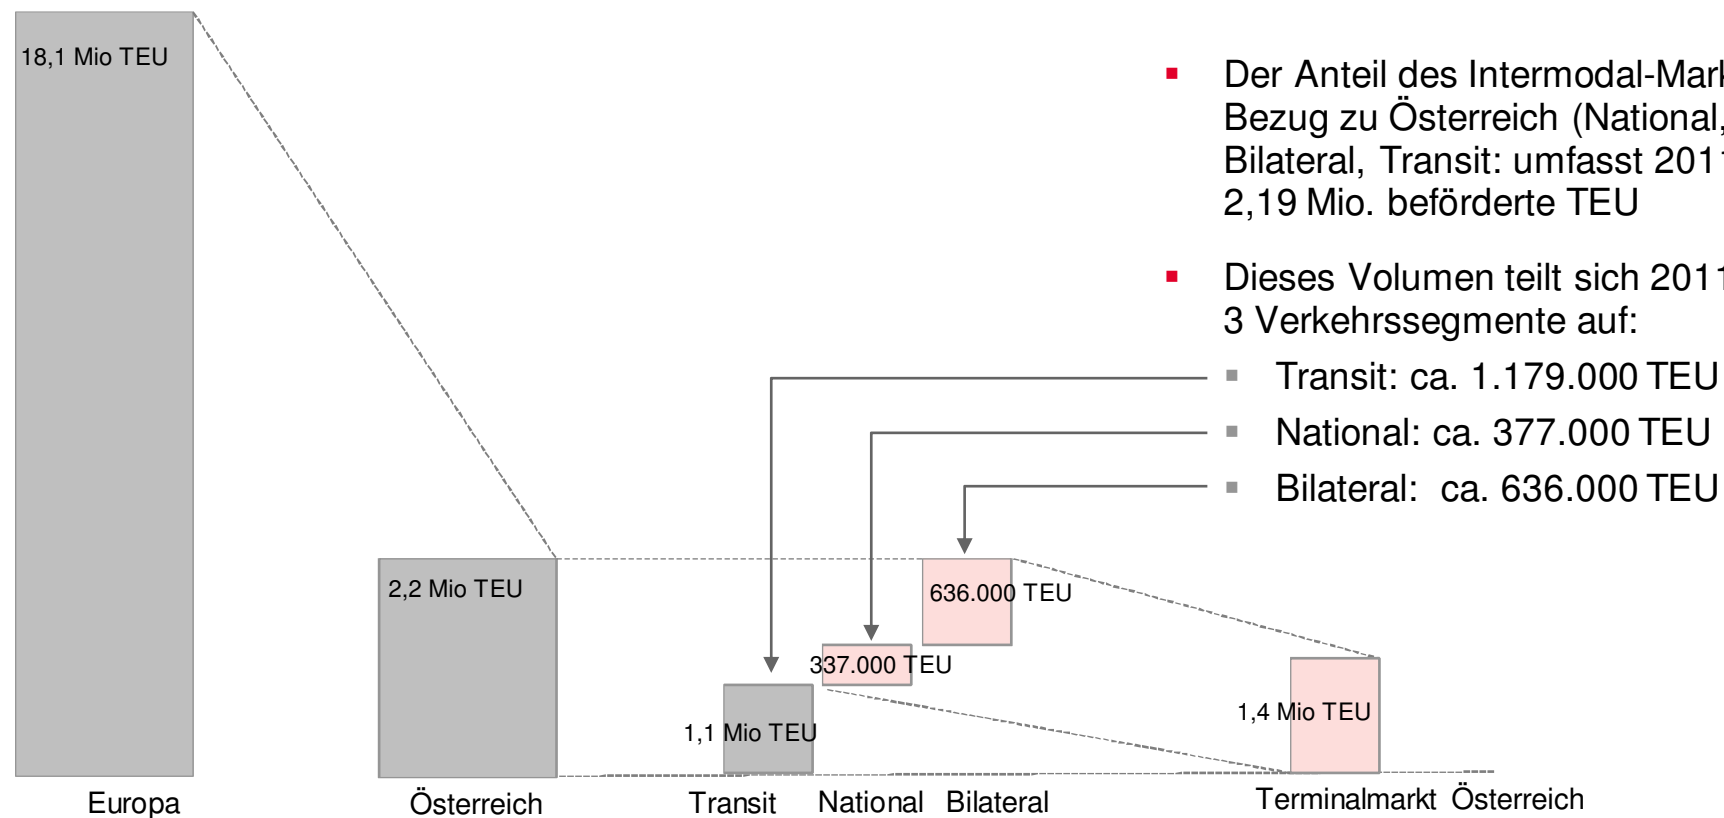 18,1 Mio TEU
Der Anteil des Intermodal-Mark
Bezug zu Österreich (National,
Bilateral, Transit: umfasst 2011
2,19 Mio. beförderte TEU
Dieses Volumen teilt sich 2011
3 Verkehrssegmente auf:
Transit: ca. 1.179.000 TEU
National: ca. 377.000 TEU
Bilateral: ca. 636.000 TEU
2,2 Mio TEU
636.000 TEU
337.000 TEU
1,1 Mio TEU
1,4 Mio TEU
Europa
Österreich
Transit
National
Bilateral
Terminalmarkt Österreich